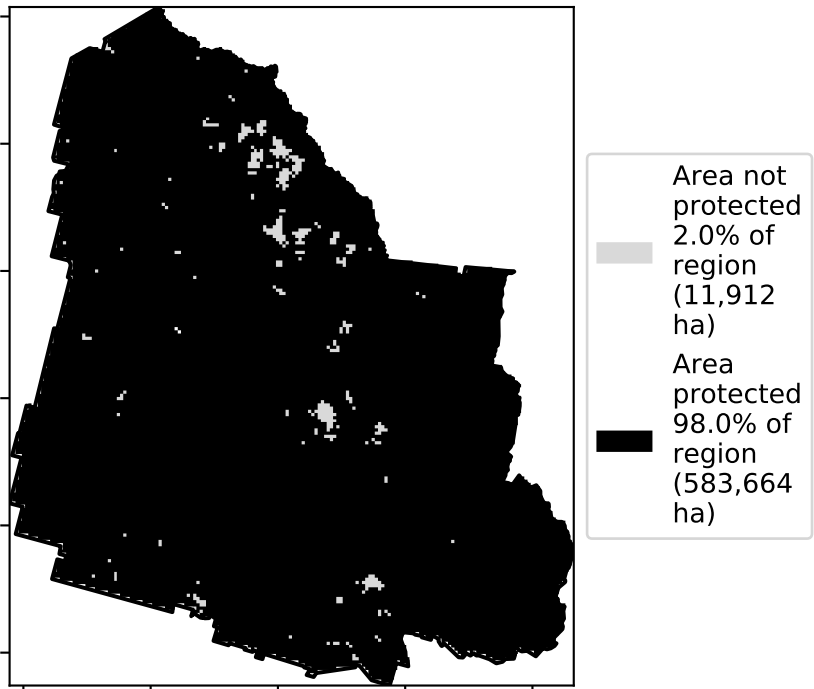 Area not
protected
2.0% of
region
(11,912
ha)
Area
protected
98.0% of
region
(583,664
ha)